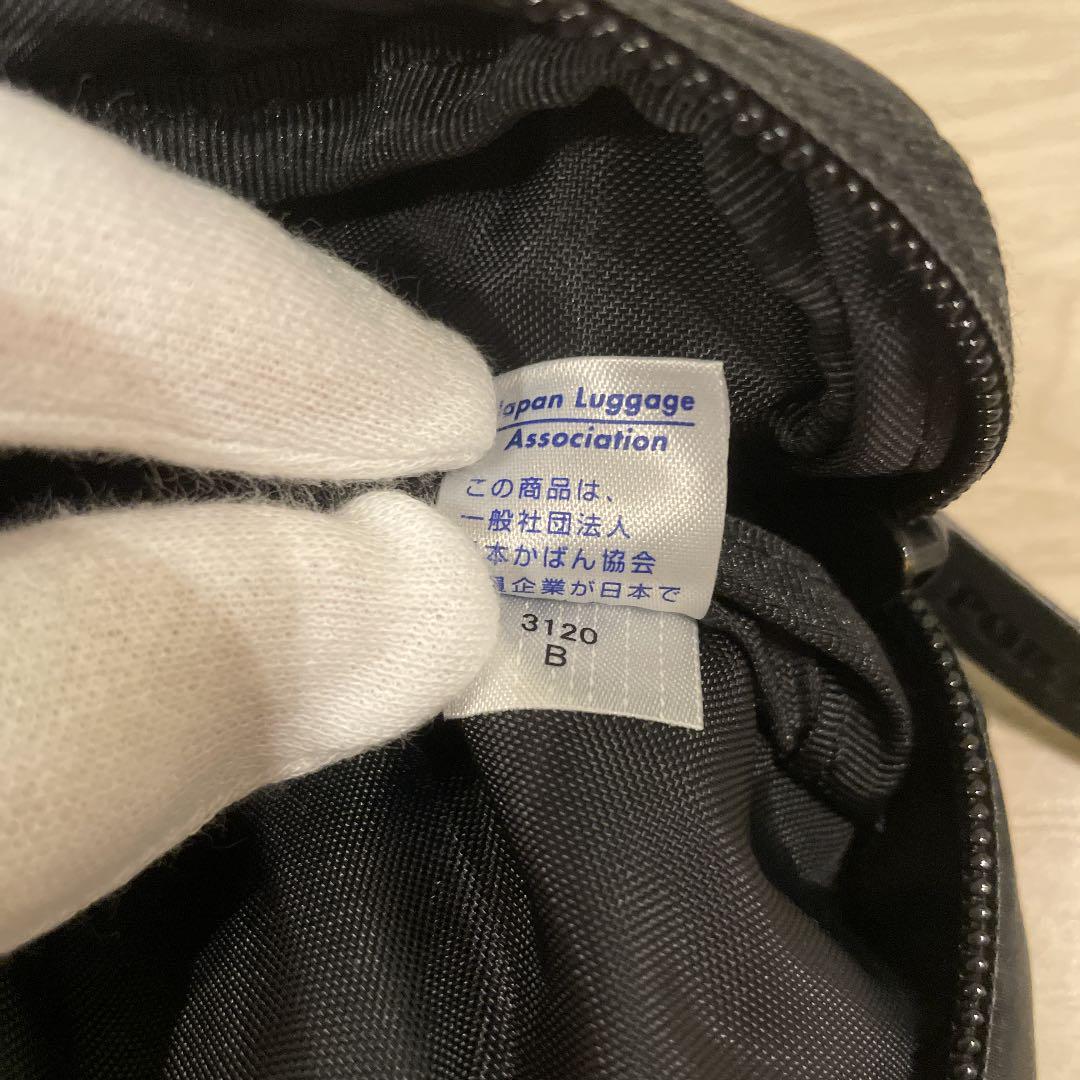 apan Luggage
Association
この商品は、
一般社団法人
本かばん協会
企業が日本で
3120
B